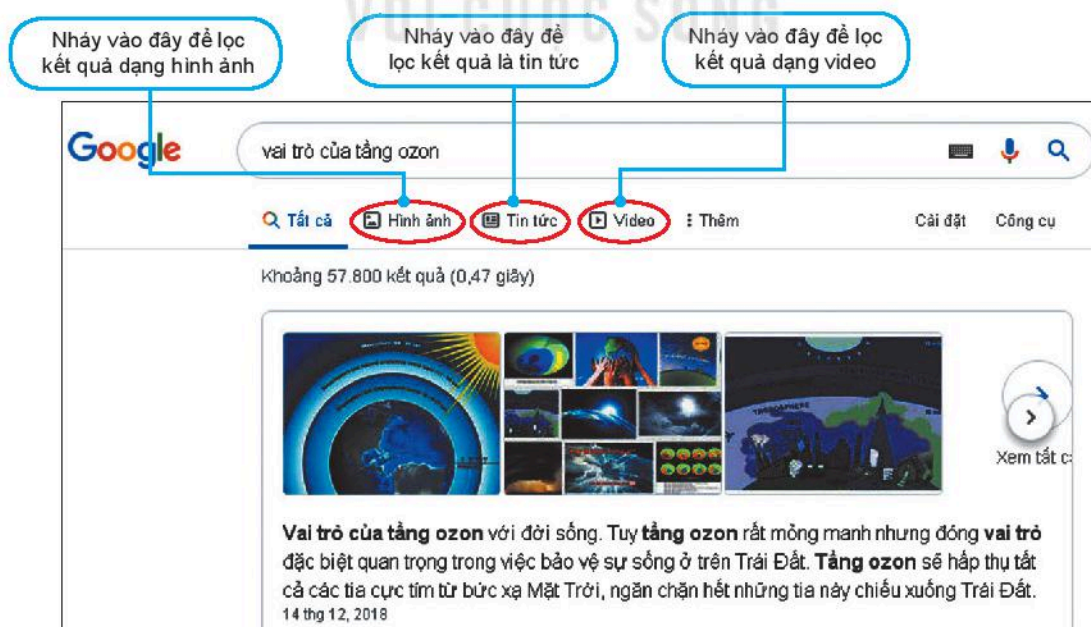 VỚI CUỘC SỐNG
Nháy vào đây để lọc
kết quả dạng hình ảnh
Nháy vào đây để
lọc kết quả là tin tức
Nháy vào đây để lọc
kết quả dạng video
Google
vai trò của tầng ozon
Tất cả Hình ảnh Tin tức Video Thêm Cài đặt Công cụ
Khoảng 57.800 kết quả (0,47 giây)
Xem tất c
Vai trò của tầng ozon với đời sống. Tuy tầng ozon rất mỏng manh nhưng đóng vai trò
đặc biệt quan trọng trong việc bảo vệ sự sống ở trên Trái Đất. Tầng ozon sẽ hấp thụ tất
cả các tia cực tím từ bức xạ Mặt Trời, ngăn chặn hết những tia này chiếu xuống Trái Đất.
14 thg 12, 2018